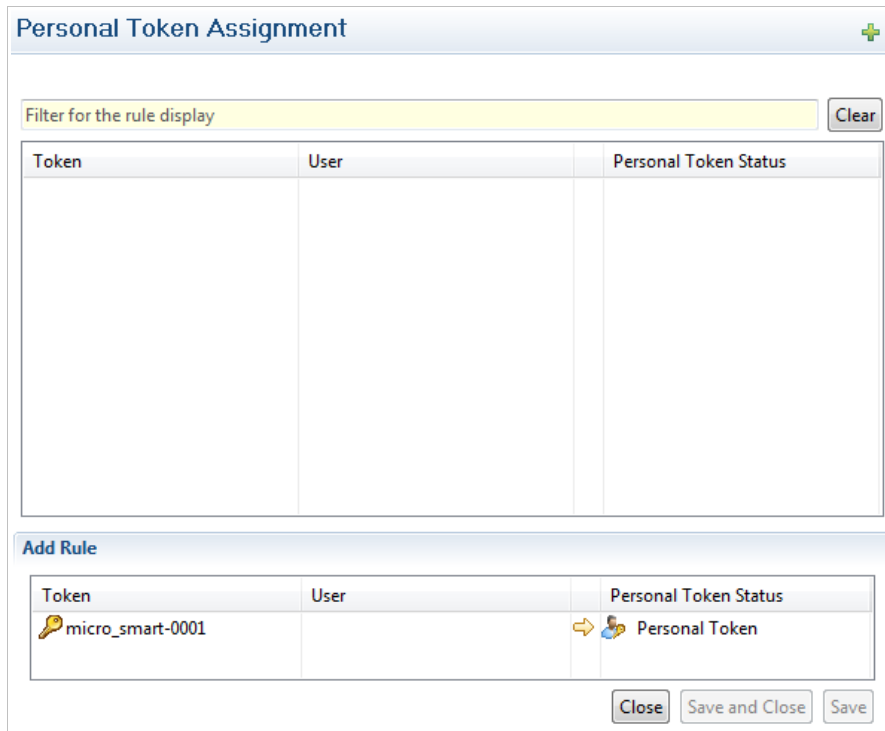 Personal Token Assignment
Filter for the rule display Clear
Token User Personal Token Status
Add Rule
Token User Personal Token Status
micro_smart-0001 Personal Token
Close Save and Close Save